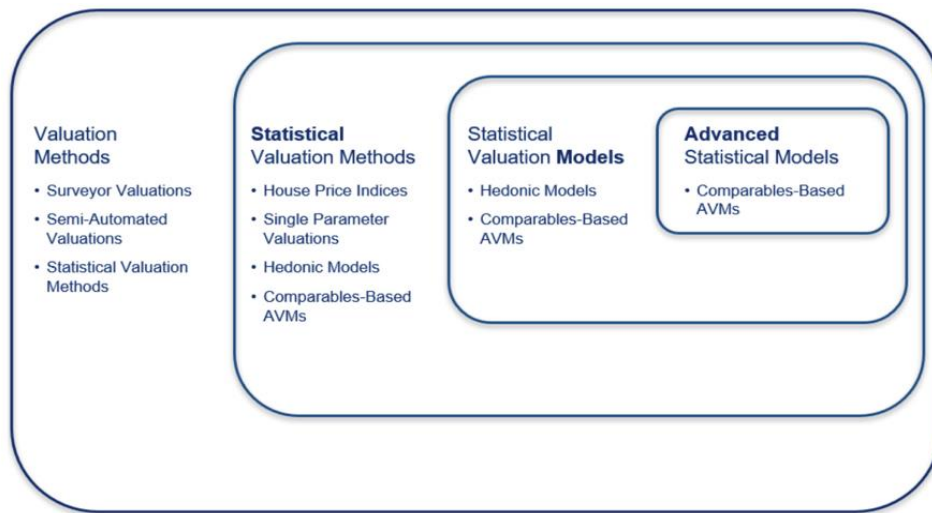 Valuation
Methods
• Surveyor Valuations
• Semi-Automated
Valuations
• Statistical Valuation
Methods
Statistical
Valuation Methods
• House Price Indices
• Single Parameter
Valuations
• Hedonic Models
• Comparables-Based
AVMs
Statistical
Valuation Models
• Hedonic Models
• Comparables-Based
AVMs
Advanced
Statistical Models
• Comparables-Based
AVMs